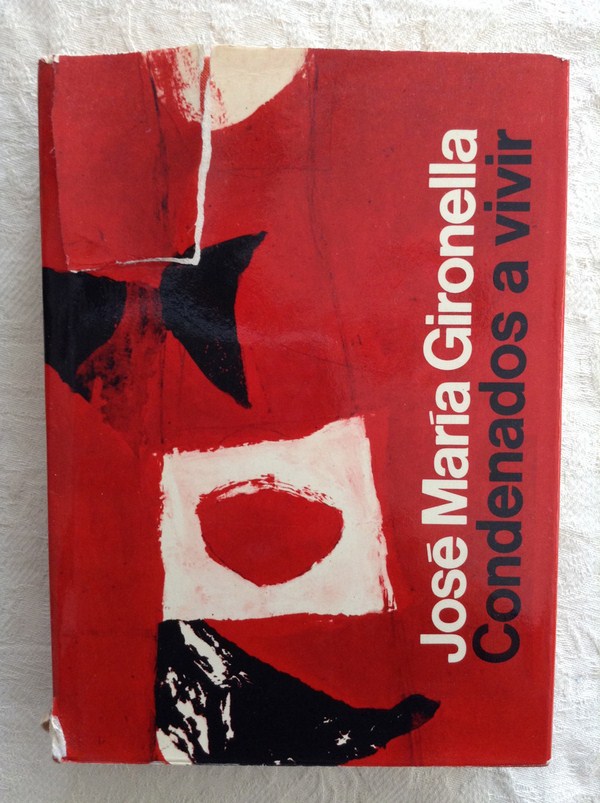 José María Gironella
Condenados a vivir